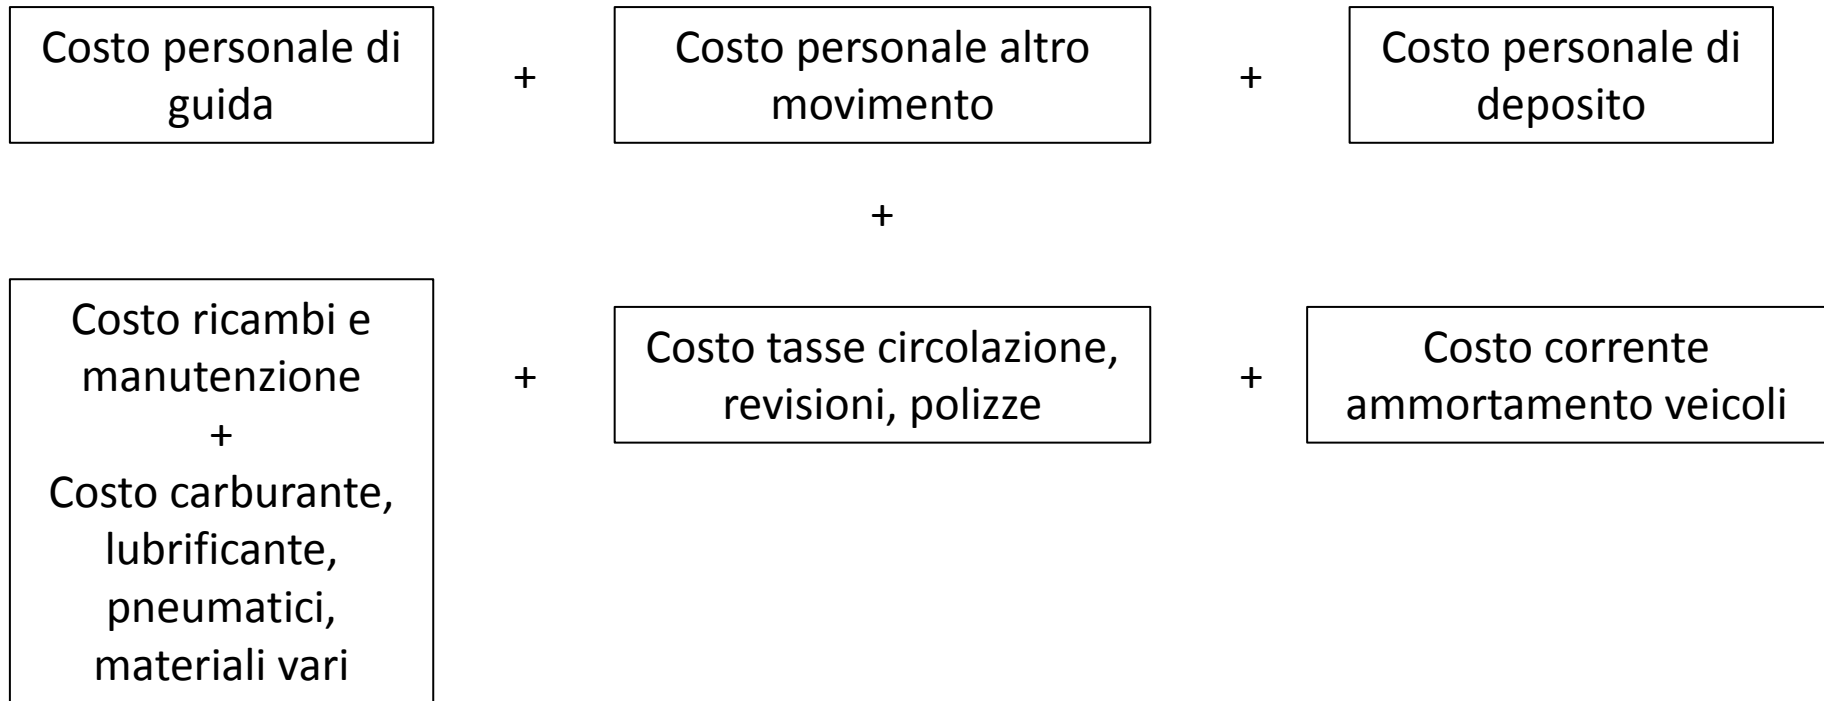 Costo personale di
guida
+
Costo personale altro
movimento
+
Costo personale di
deposito
+
Costo ricambi e
manutenzione
+
Costo carburante,
lubrificante,
pneumatici,
materiali vari
+
Costo tasse circolazione,
revisioni, polizze
+
Costo corrente
ammortamento veicoli